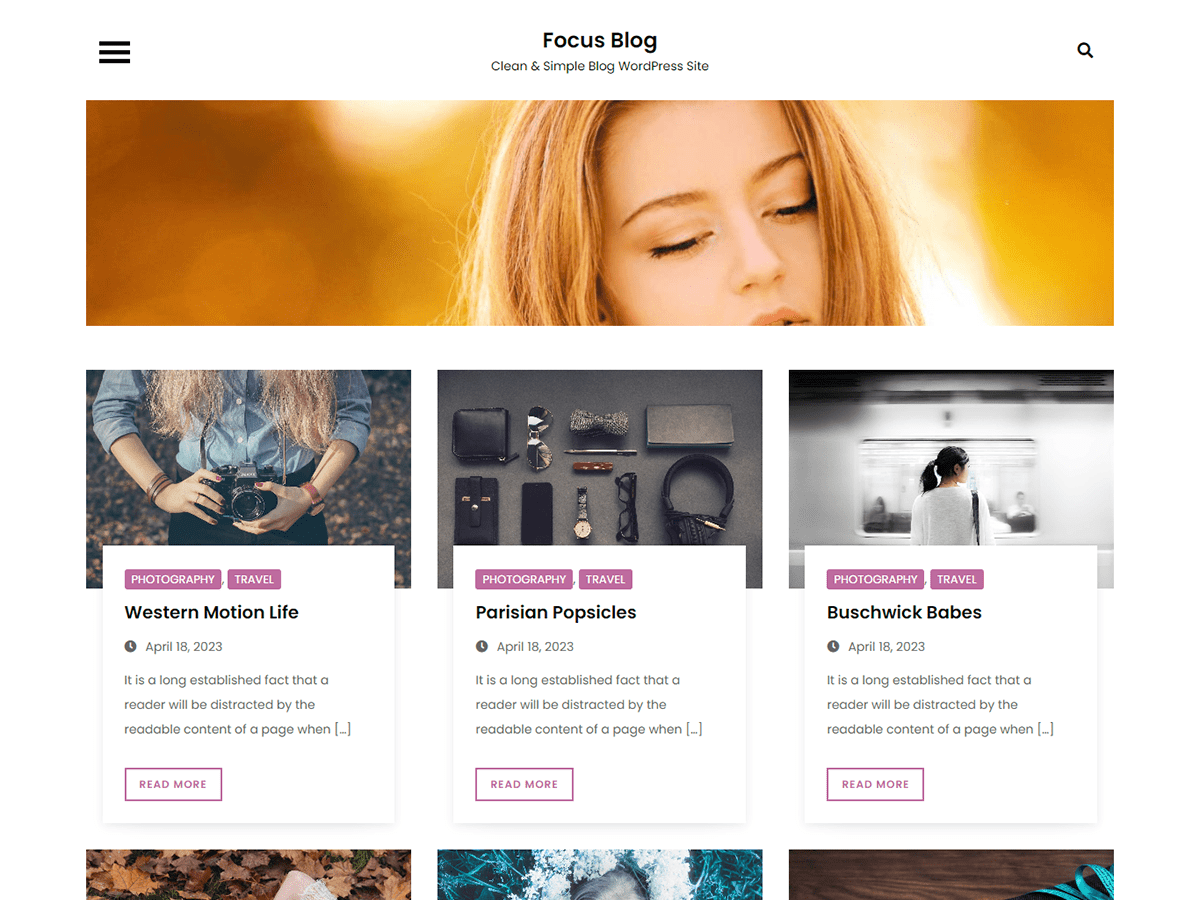 Focus Blog
Clean & Simple Blog WordPress Site
PHOTOGRAPHY, TRAVEL
Western Motion Life
April 18, 2023
It is a long established fact that a
reader will be distracted by the
readable content of a page when […]
READ MORE
PHOTOGRAPHY, TRAVEL
Parisian Popsicles
April 18, 2023
It is a long established fact that a
reader will be distracted by the
readable content of a page when […]
READ MORE
PHOTOGRAPHY, TRAVEL
Buschwick Babes
April 18, 2023
It is a long established fact that a
reader will be distracted by the
readable content of a page when […]
READ MORE